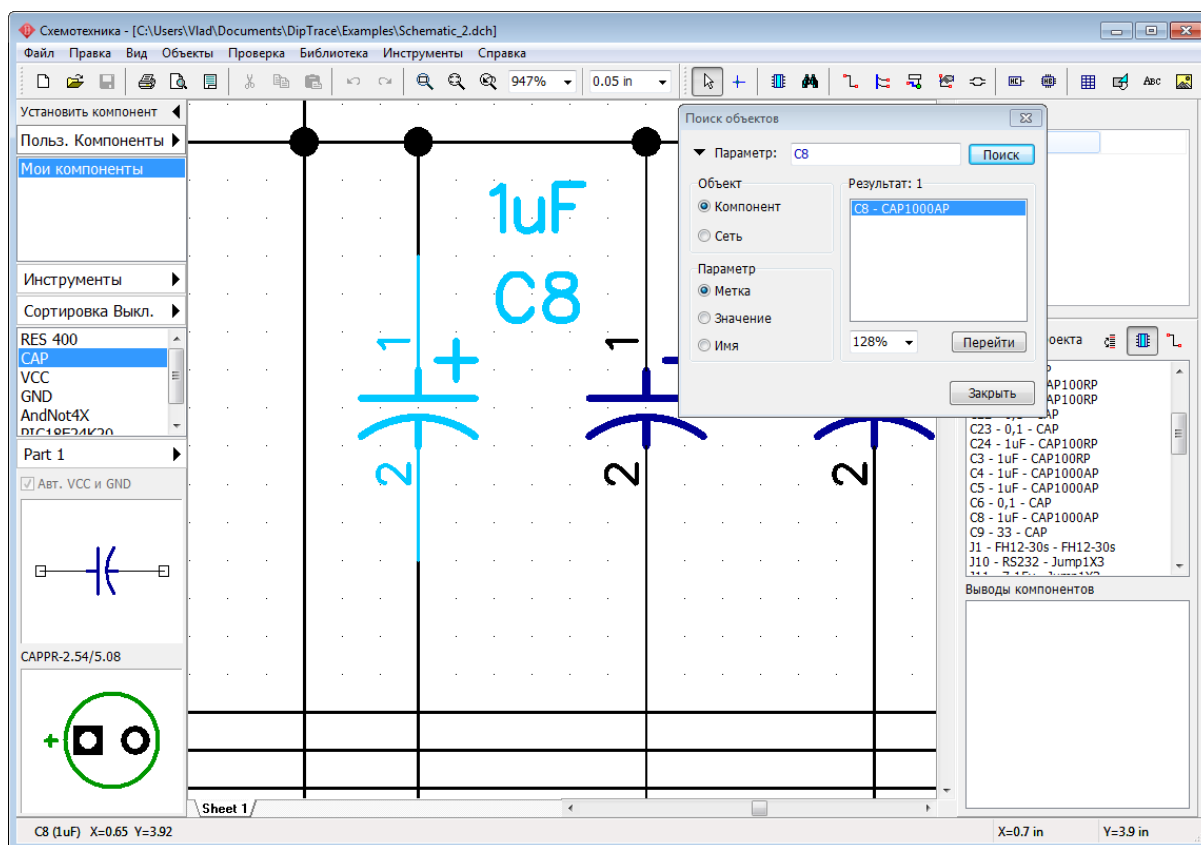 Схемотехника - [C:\Users\Vlad\Documents\DipTrace\Examples\Schematic_2.dch]
Файл Правка Вид Объекты Проверка Библиотека Инструменты Справка
947% 0.05 in ABC
Установить компонент
Польз. Компоненты
Мои компоненты
Инструменты
Сортировка Выкл.
RES 400
CAP
VCC
GND
AndNot4X
PIC18F24K20
Part 1
Авт. VCC и GND
CAPPR-2.54/5.08
+
1uF
C8
1
+
2
1
2
2
Sheet 1
Поиск объектов
Параметр: C8 Поиск
Объект
Компонент
Сеть
Параметр
Метка
Значение
Имя
Результат: 1
C8 - CAP1000AP
128% Перейти
Закрыть
C23 - 0,1 - CAP
C24 - 1uF - CAP100RP
C3 - 1uF - CAP100RP
C4 - 1uF - CAP1000AP
C5 - 1uF - CAP1000AP
C6 - 0,1 - CAP
C8 - 1uF - CAP1000AP
C9 - 33 - CAP
J1 - FH12-30s - FH12-30s
J10 - RS232 - Jump1X3
Выводы компонентов
C8 (1uF) X=0.65 Y=3.92
X=0.7 in Y=3.9 in